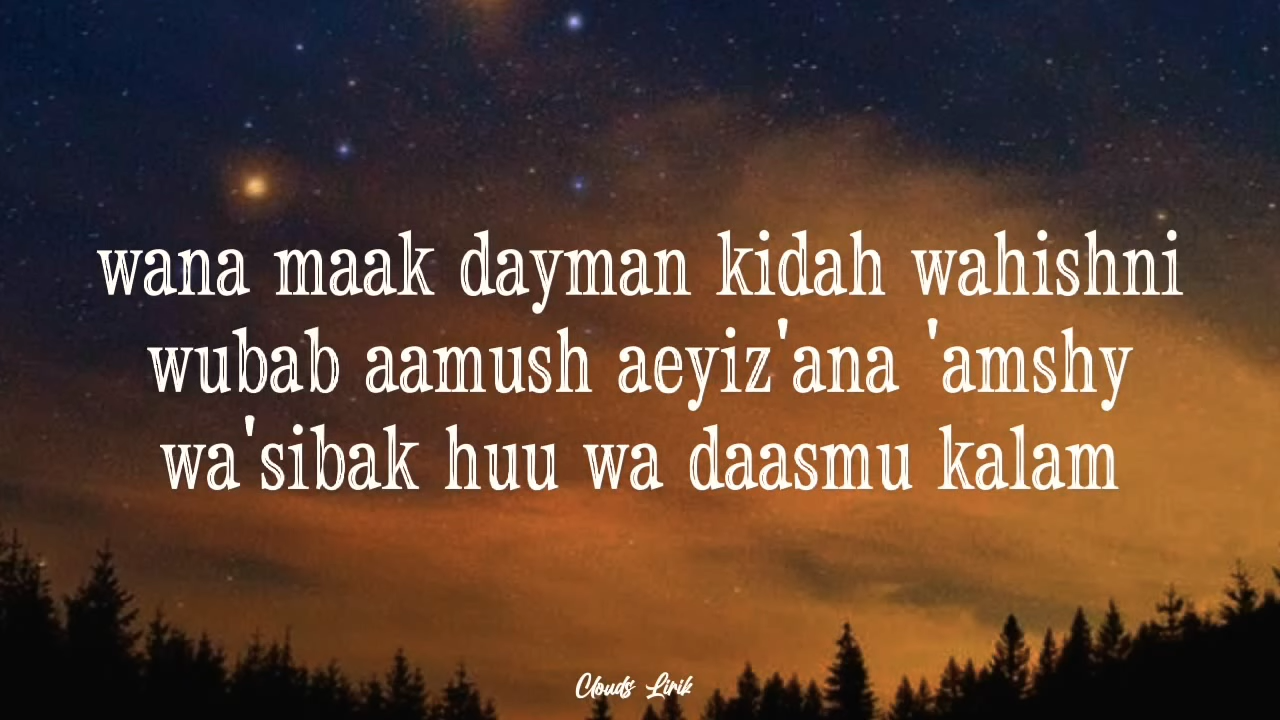 wana maak dayman kidah wahishni
wubab aamush aeyiz'ana 'amshy
wa'sibak huu wa daasmu kalam
Clouds Lirik